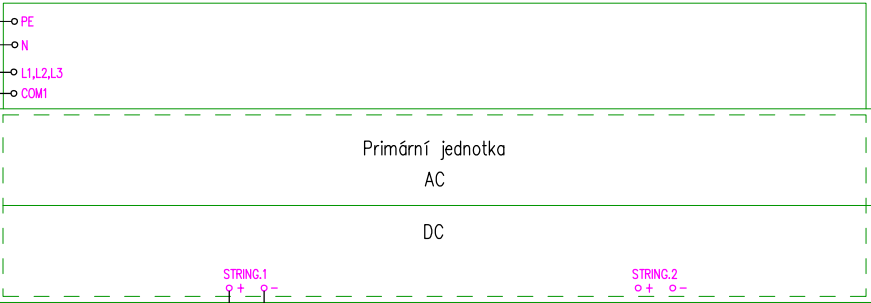 PE
N
L1,L2,L3
COM1
Primární jednotka
AC
DC
STRING.1
+ -
STRING.2
+ -